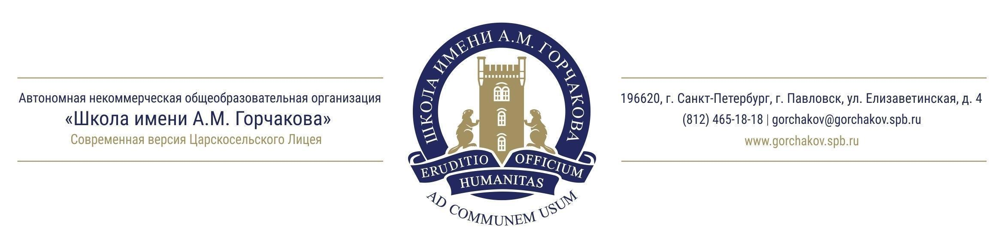 Автономная некоммерческая общеобразовательная организация
«Школа имени А.М. Горчакова»
Современная версия Царскосельского Лицея
ШКОЛА ИМЕНИ А.М. ГОРЧАКОВА
ERUDITIO OFFICIUM
HUMANITAS
AD COMMUNEM USUM
196620, г. Санкт-Петербург, г. Павловск, ул. Елизаветинская, д. 4
(812) 465-18-18 | gorchakov@gorchakov.spb.ru
www.gorchakov.spb.ru